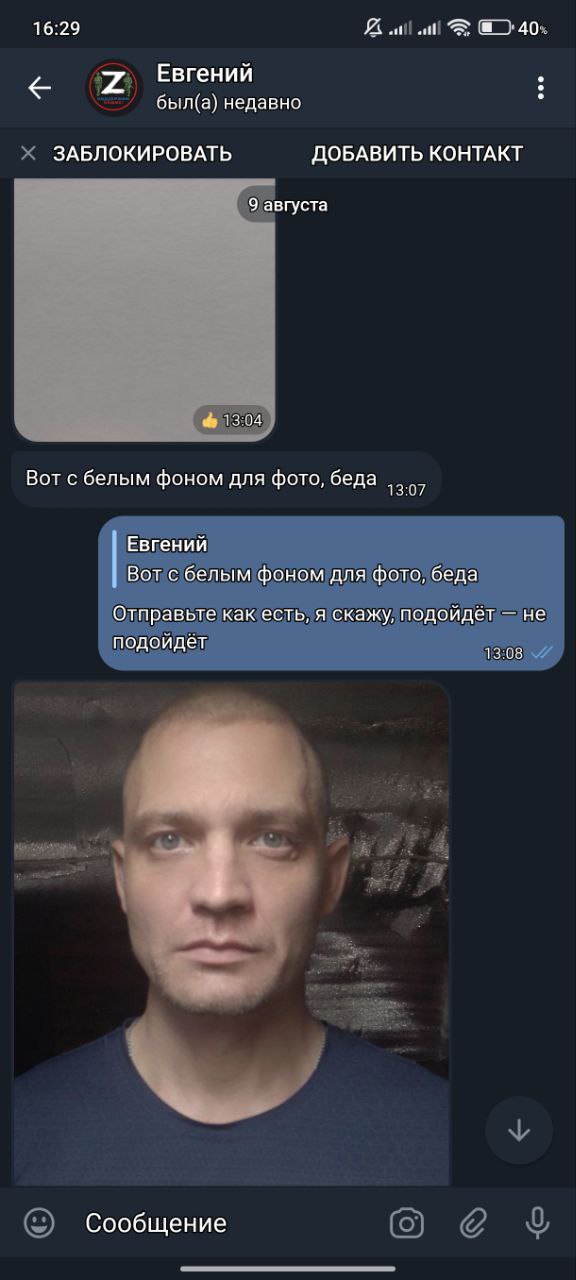 16:29
40%
Z
Евгений
был(а) недавно
ЗАБЛОКИРОВАТЬ
ДОБАВИТЬ КОНТАКТ
9 августа
13:04
Вот с белым фоном для фото, беда
13:07
Евгений
Вот с белым фоном для фото, беда
Отправьте как есть, я скажу, подойдёт — не
подойдёт
13:08
Сообщение